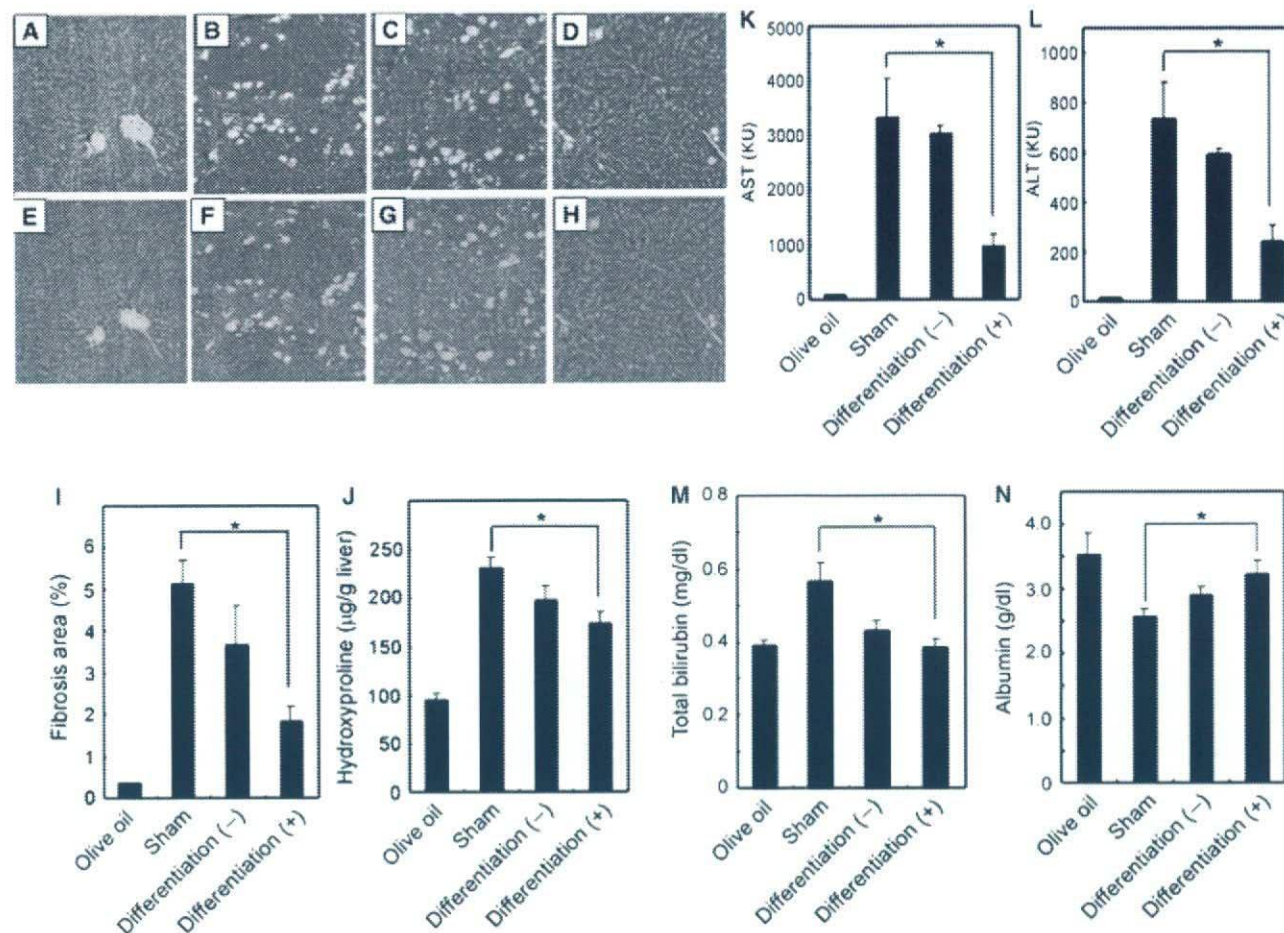 A
B
C
D
E
F
G
H
K
5000
4000
3000
2000
1000
0
AST (KU)
*
Olive oil
Sham
Differentiation (−)
Differentiation (+)
L
1000
800
600
400
200
0
ALT (KU)
*
Olive oil
Sham
Differentiation (−)
Differentiation (+)
I
6
5
4
3
2
1
0
Fibrosis area (%)
*
Olive oil
Sham
Differentiation (−)
Differentiation (+)
J
250
200
150
100
50
0
Hydroxyproline (μg/g liver)
*
Olive oil
Sham
Differentiation (−)
Differentiation (+)
M
0.8
0.6
0.4
0.2
0
Total bilirubin (mg/dl)
*
Olive oil
Sham
Differentiation (−)
Differentiation (+)
N
4.0
3.0
2.0
1.0
0
Albumin (g/dl)
*
Olive oil
Sham
Differentiation (−)
Differentiation (+)